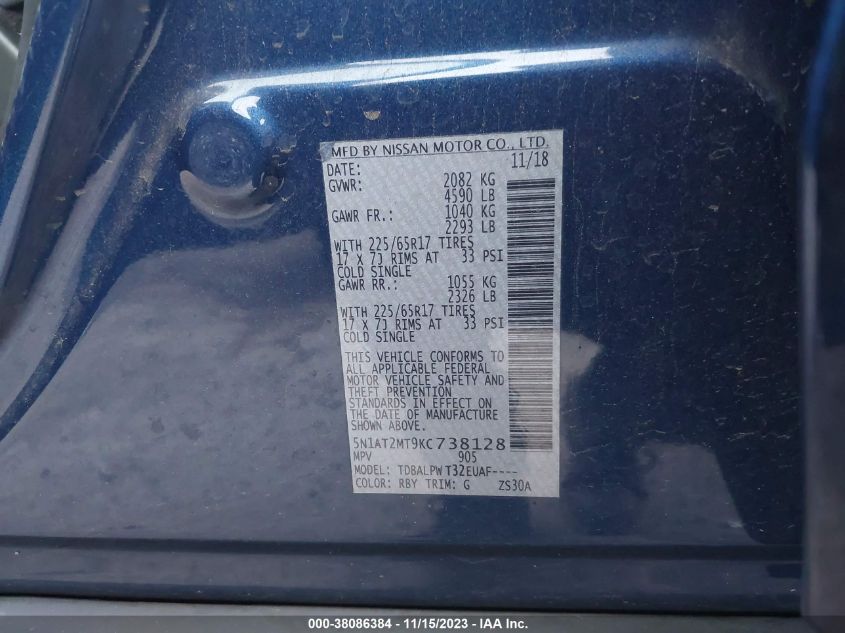 MFD BY NISSAN MOTOR CO., LTD.
DATE: 11/18
GVWR: 2082 KG
4590 LB
GAWR FR.: 1040 KG
2293 LB
WITH 225/65R17 TIRES
17 X 7J RIMS AT 33 PSI
COLD SINGLE
GAWR RR.: 1055 KG
2326 LB
WITH 225/65R17 TIRES
17 X 7J RIMS AT 33 PSI
COLD SINGLE
THIS VEHICLE CONFORMS TO
ALL APPLICABLE FEDERAL
MOTOR VEHICLE SAFETY AND
THEFT PREVENTION
STANDARDS IN EFFECT ON
THE DATE OF MANUFACTURE
SHOWN ABOVE.
5N1AT2MT9KC738128
MPV 905
MODEL: TDBALPW T32EUAF----
COLOR: RBY TRIM: G ZS30A
000-38086384 - 11/15/2023 - IAA Inc.